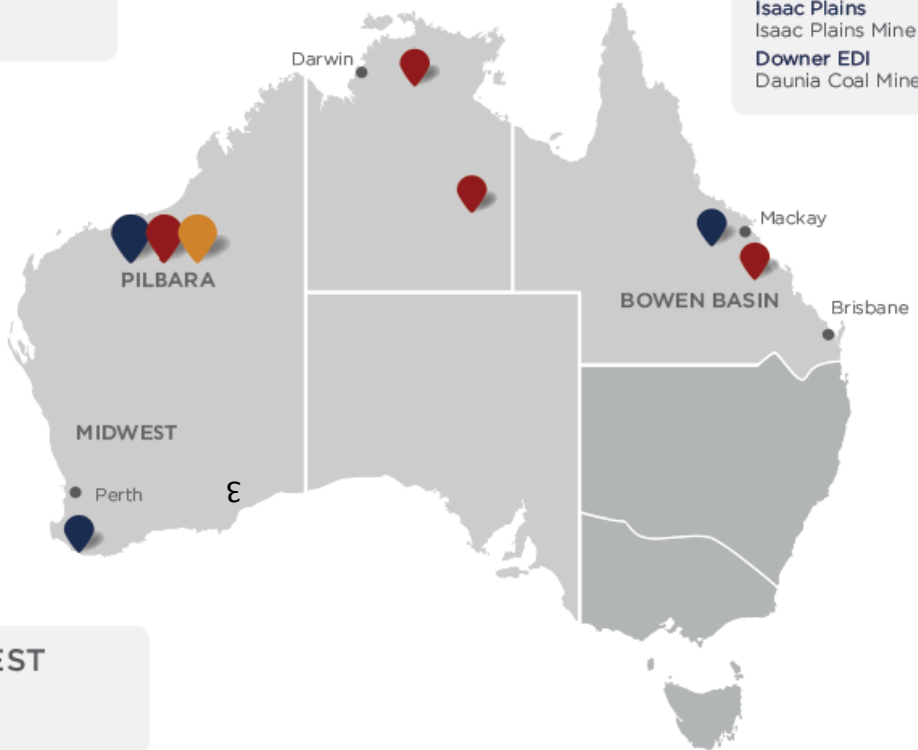 Isaac Plains
Isaac Plains Mine
Downer EDI
Daunia Coal Mine
Darwin
Mackay
PILBARA
BOWEN BASIN
Brisbane
MIDWEST
Perth
ε
EST